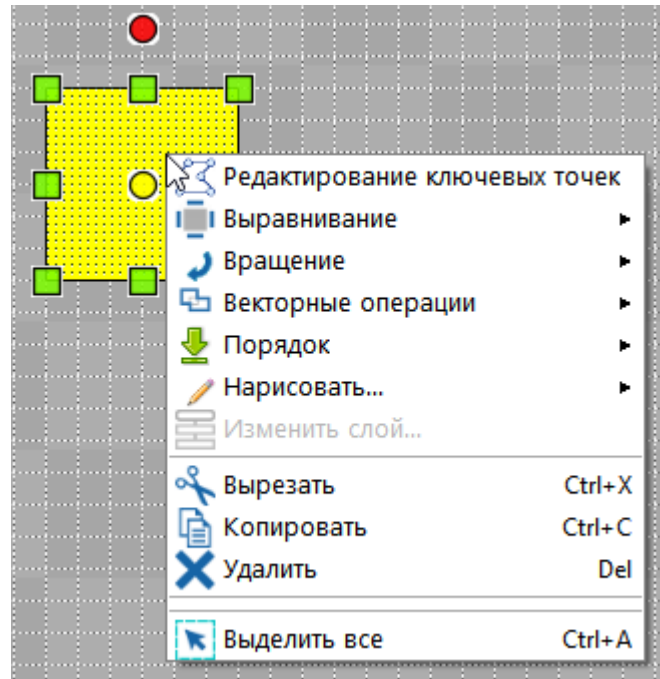 Редактирование ключевых точек
Выравнивание
Вращение
Векторные операции
Порядок
Нарисовать...
Изменить слой...
Вырезать Ctrl+X
Копировать Ctrl+C
Удалить Del
Выделить все Ctrl+A